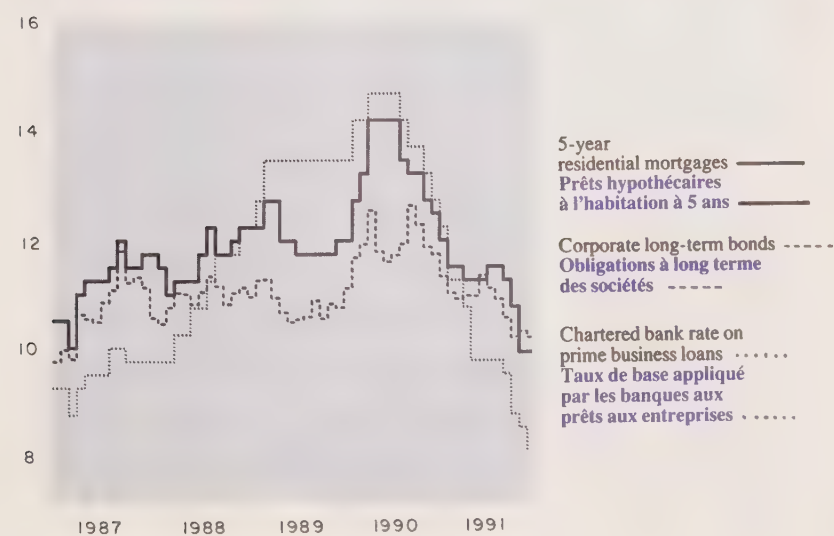 16
14
12
10
8
1987 1988 1989 1990 1991
5-year
residential mortgages
Prêts hypothécaires
à l'habitation à 5 ans
Corporate long-term bonds
Obligations à long terme
des sociétés
Chartered bank rate on
prime business loans
Taux de base appliqué
par les banques aux
prêts aux entreprises